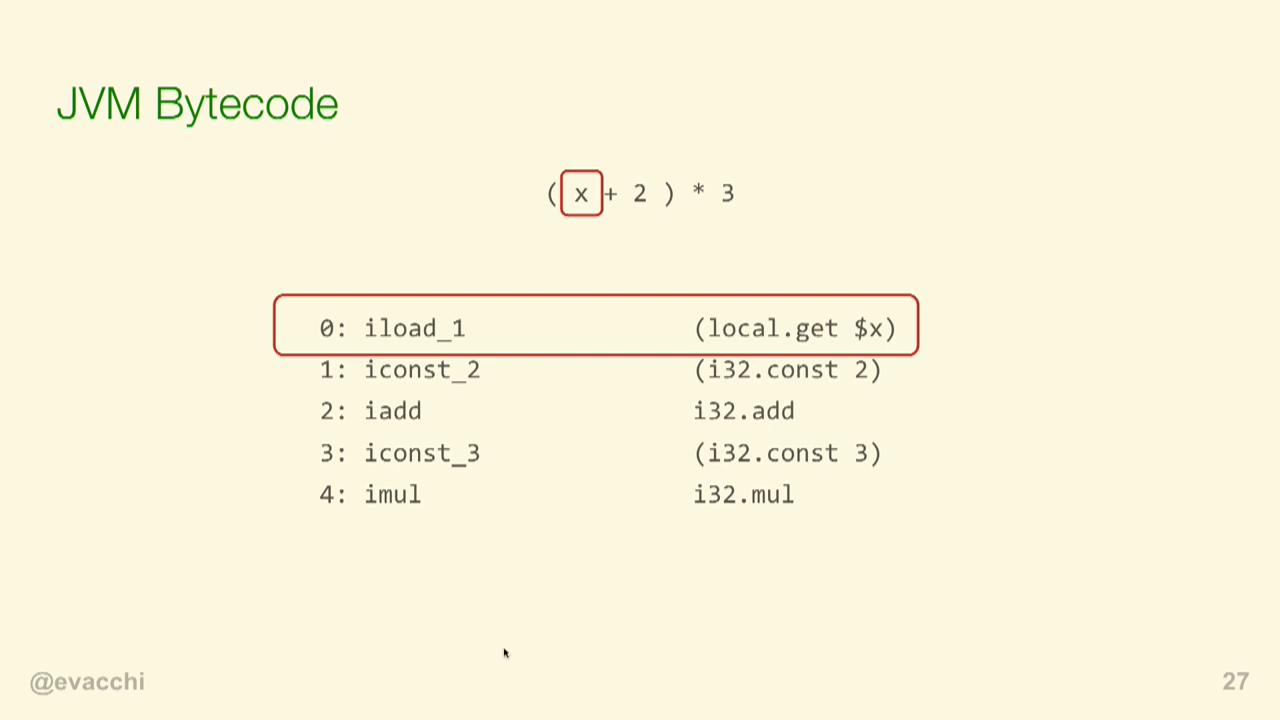 JVM Bytecode
( x + 2 ) * 3
0: iload_1 (local.get $x)
1: iconst_2 (i32.const 2)
2: iadd i32.add
3: iconst_3 (i32.const 3)
4: imul i32.mul
@evacchi 27